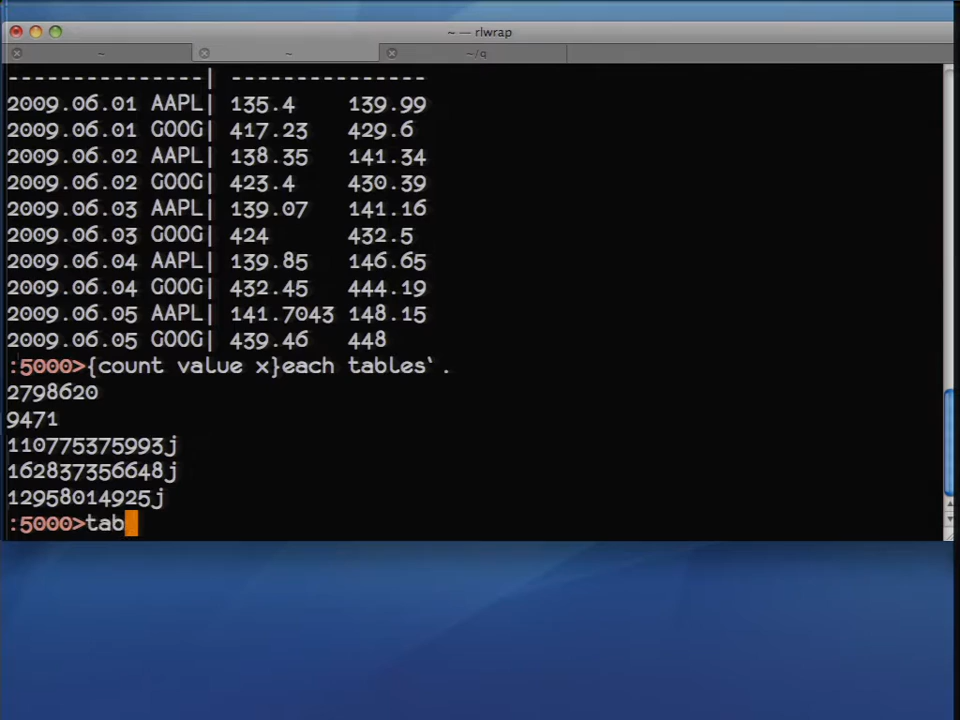 ~ — rlwrap
~ ~ ~/q
---------------| ---------------
2009.06.01 AAPL| 135.4    139.99
2009.06.01 GOOG| 417.23   429.6
2009.06.02 AAPL| 138.35   141.34
2009.06.02 GOOG| 423.4    430.39
2009.06.03 AAPL| 139.07   141.16
2009.06.03 GOOG| 424      432.5
2009.06.04 AAPL| 139.85   146.65
2009.06.04 GOOG| 432.45   444.19
2009.06.05 AAPL| 141.7043 148.15
2009.06.05 GOOG| 439.46   448
:5000>{count value x}each tables`.
2798620
9471
110775375993j
162837356648j
12958014925j
:5000>tab